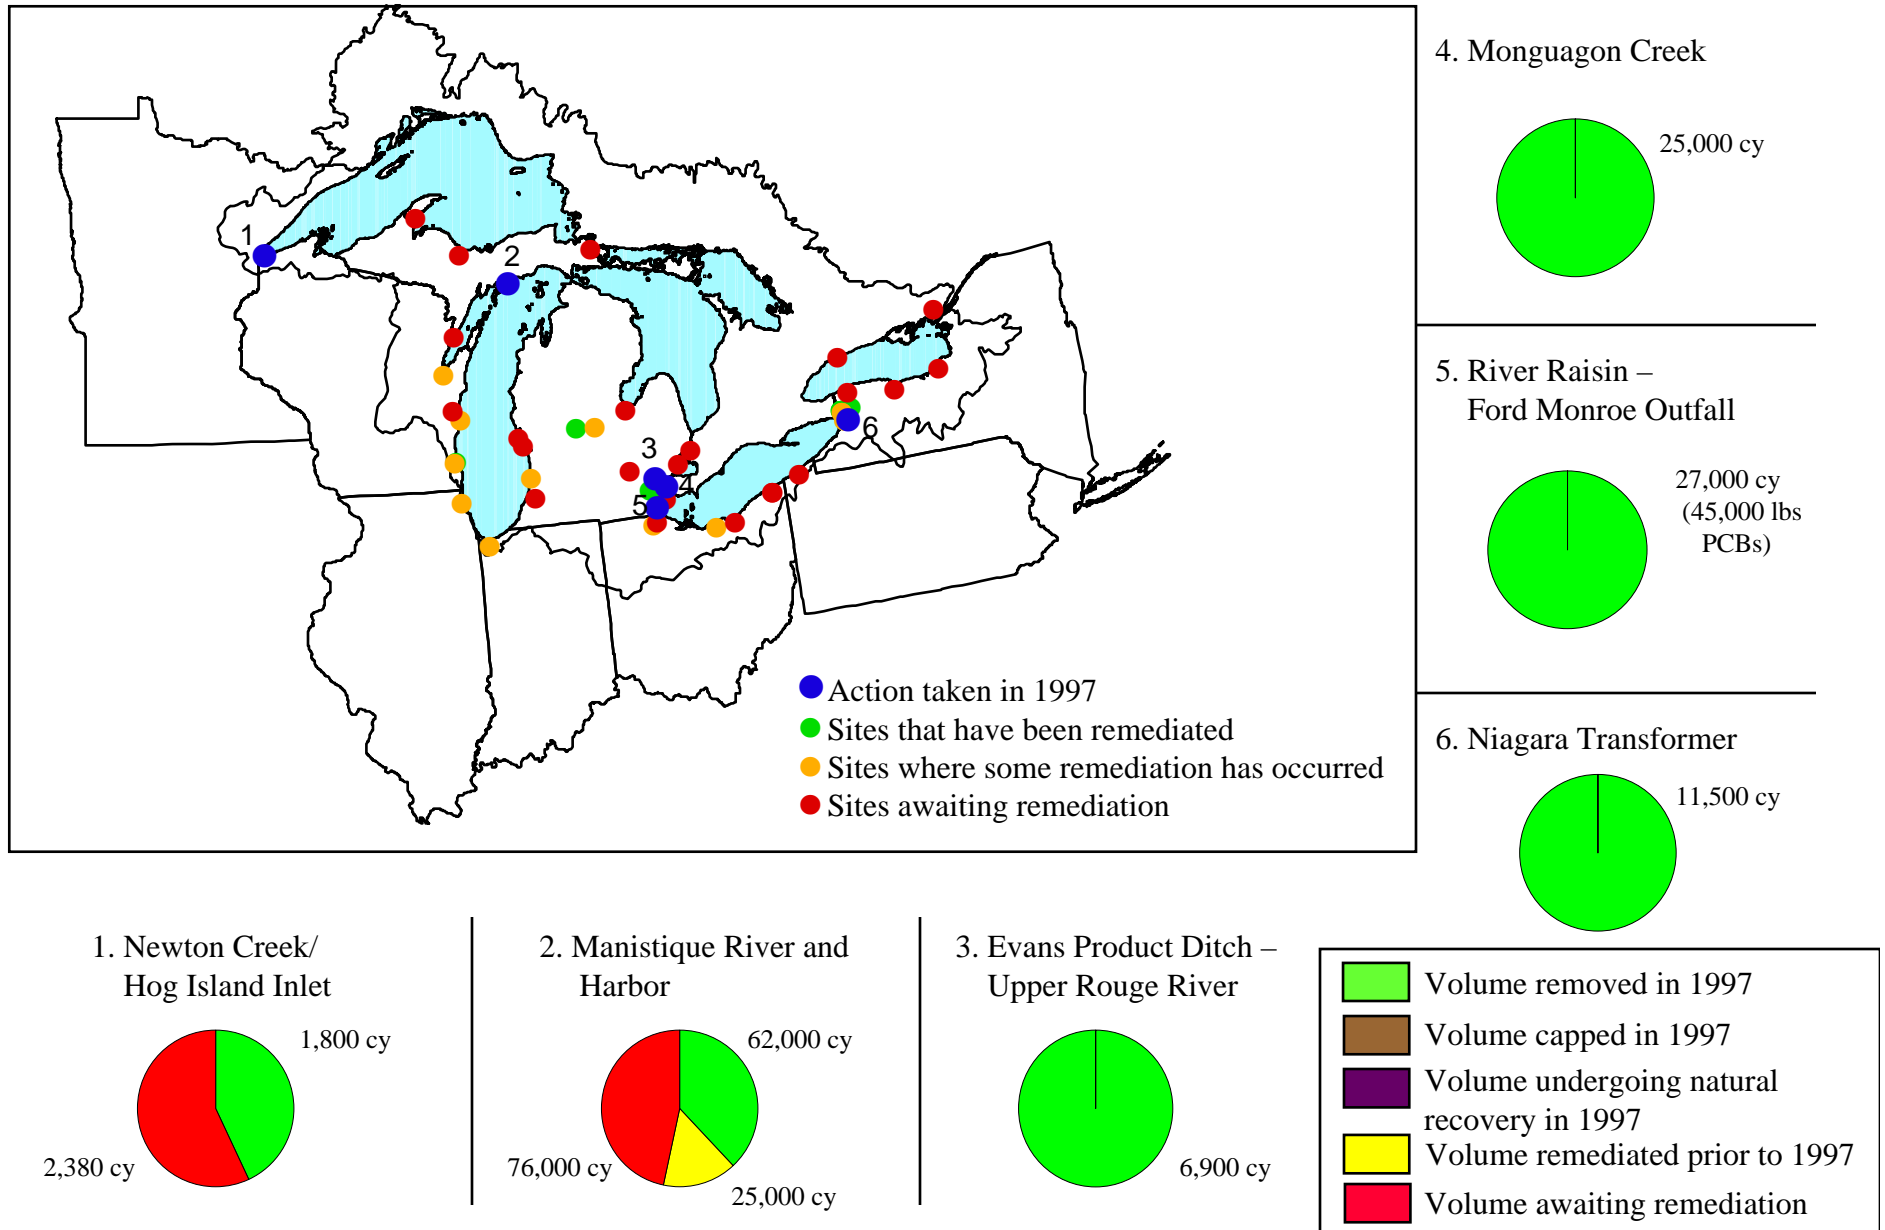 1
2
3
4
5
6
Action taken in 1997
Sites that have been remediated
Sites where some remediation has occurred
Sites awaiting remediation
4. Monguagon Creek
25,000 cy
5. River Raisin –
Ford Monroe Outfall
27,000 cy
(45,000 lbs
PCBs)
6. Niagara Transformer
11,500 cy
1. Newton Creek/
Hog Island Inlet
1,800 cy
2,380 cy
2. Manistique River and
Harbor
62,000 cy
76,000 cy
25,000 cy
3. Evans Product Ditch –
Upper Rouge River
6,900 cy
Volume removed in 1997
Volume capped in 1997
Volume undergoing natural
recovery in 1997
Volume remediated prior to 1997
Volume awaiting remediation